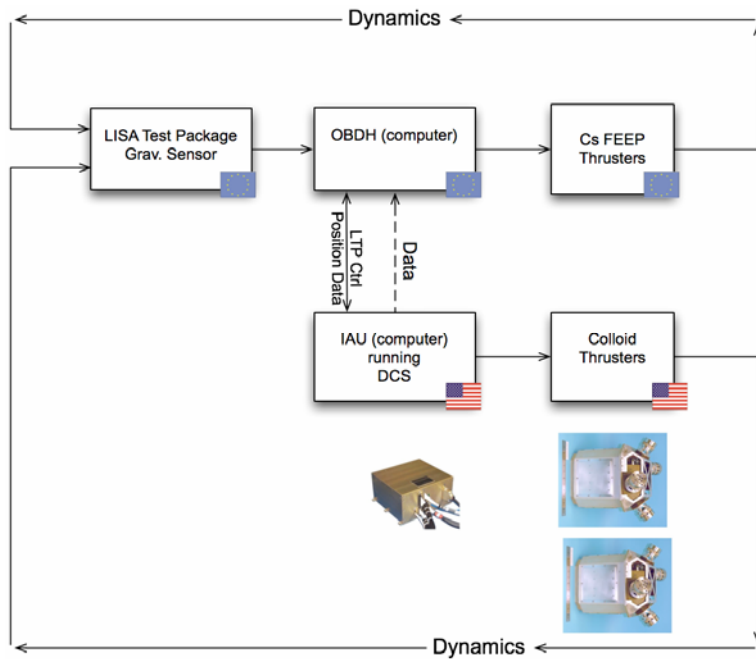 Dynamics
LISA Test Package
Grav. Sensor
OBDH (computer)
Cs FEEP
Thrusters
LTP Ctrl
Position Data
Data
IAU (computer)
running
DCS
Colloid
Thrusters
Dynamics